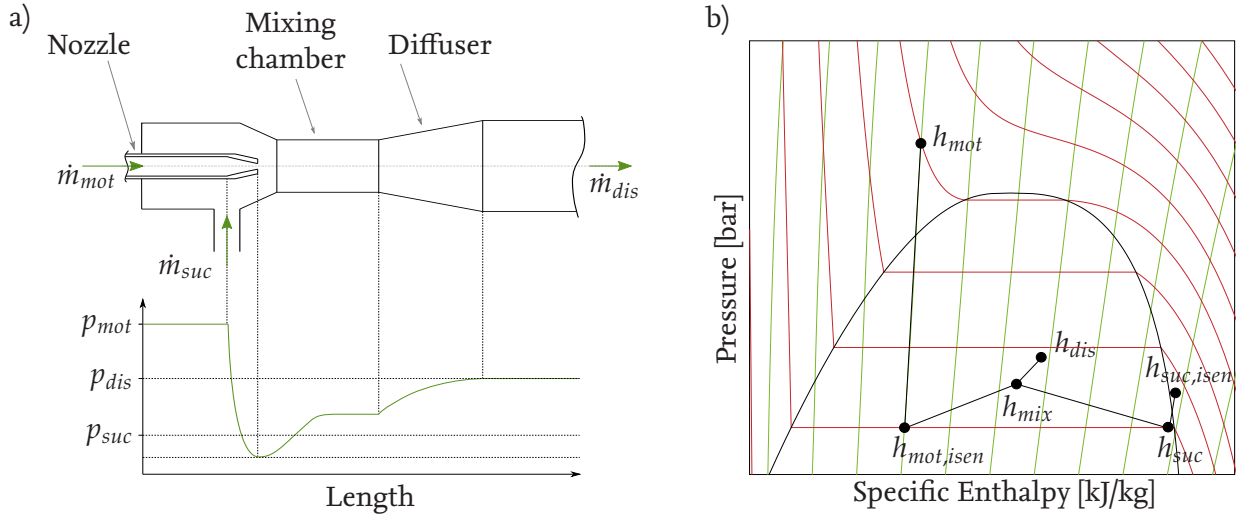 a)
Nozzle
Mixing
chamber
Diffuser
ṁmot
ṁdis
ṁsuc
pmot
pdis
psuc
Length
b)
Pressure [bar]
hmot
hdis
hsuc,isen
hmix
hmot,isen
hsuc
Specific Enthalpy [kJ/kg]